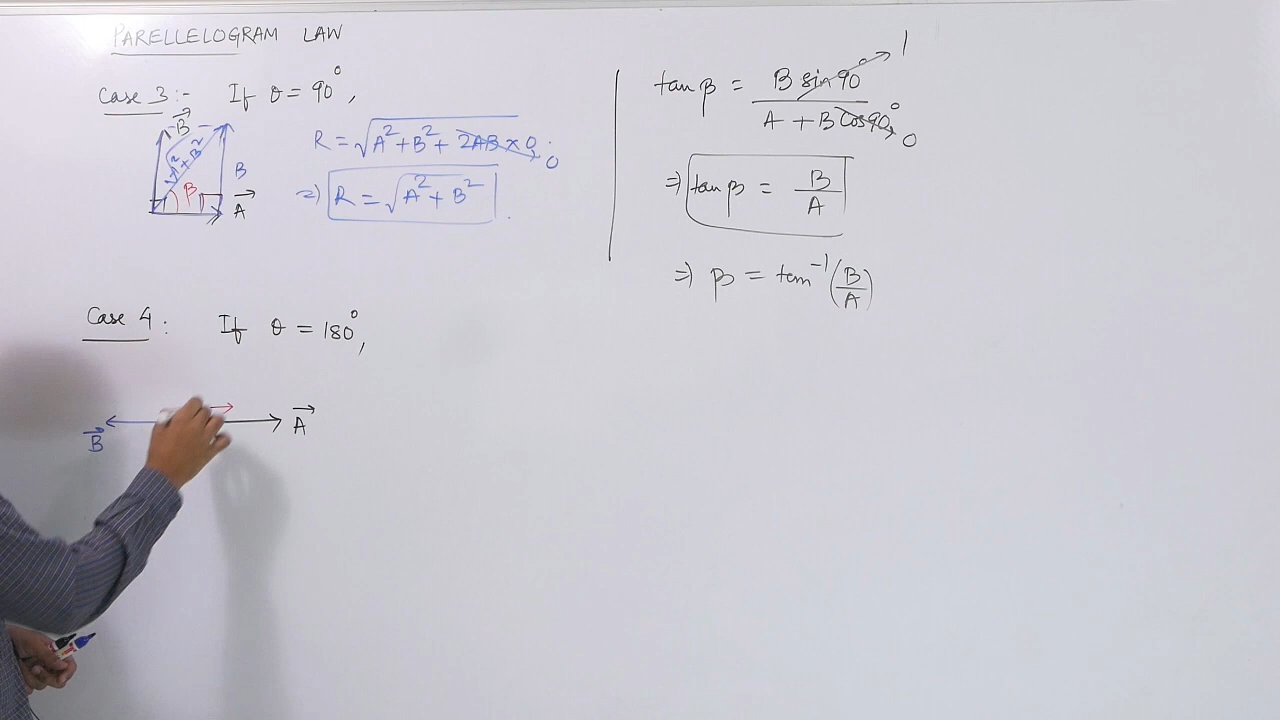 PARELLELOGRAM LAW
Case 3 :- If θ = 90°,
B⃗
√A²+B²
B
β
A⃗
R = √A²+B²+2AB×0 0
⇒ R = √A²+B²
tan β = B sin 90° / A + B cos 90° 1 0
⇒ tan β = B/A
⇒ β = tan⁻¹(B/A)
Case 4 : If θ = 180°,
B⃗ A⃗